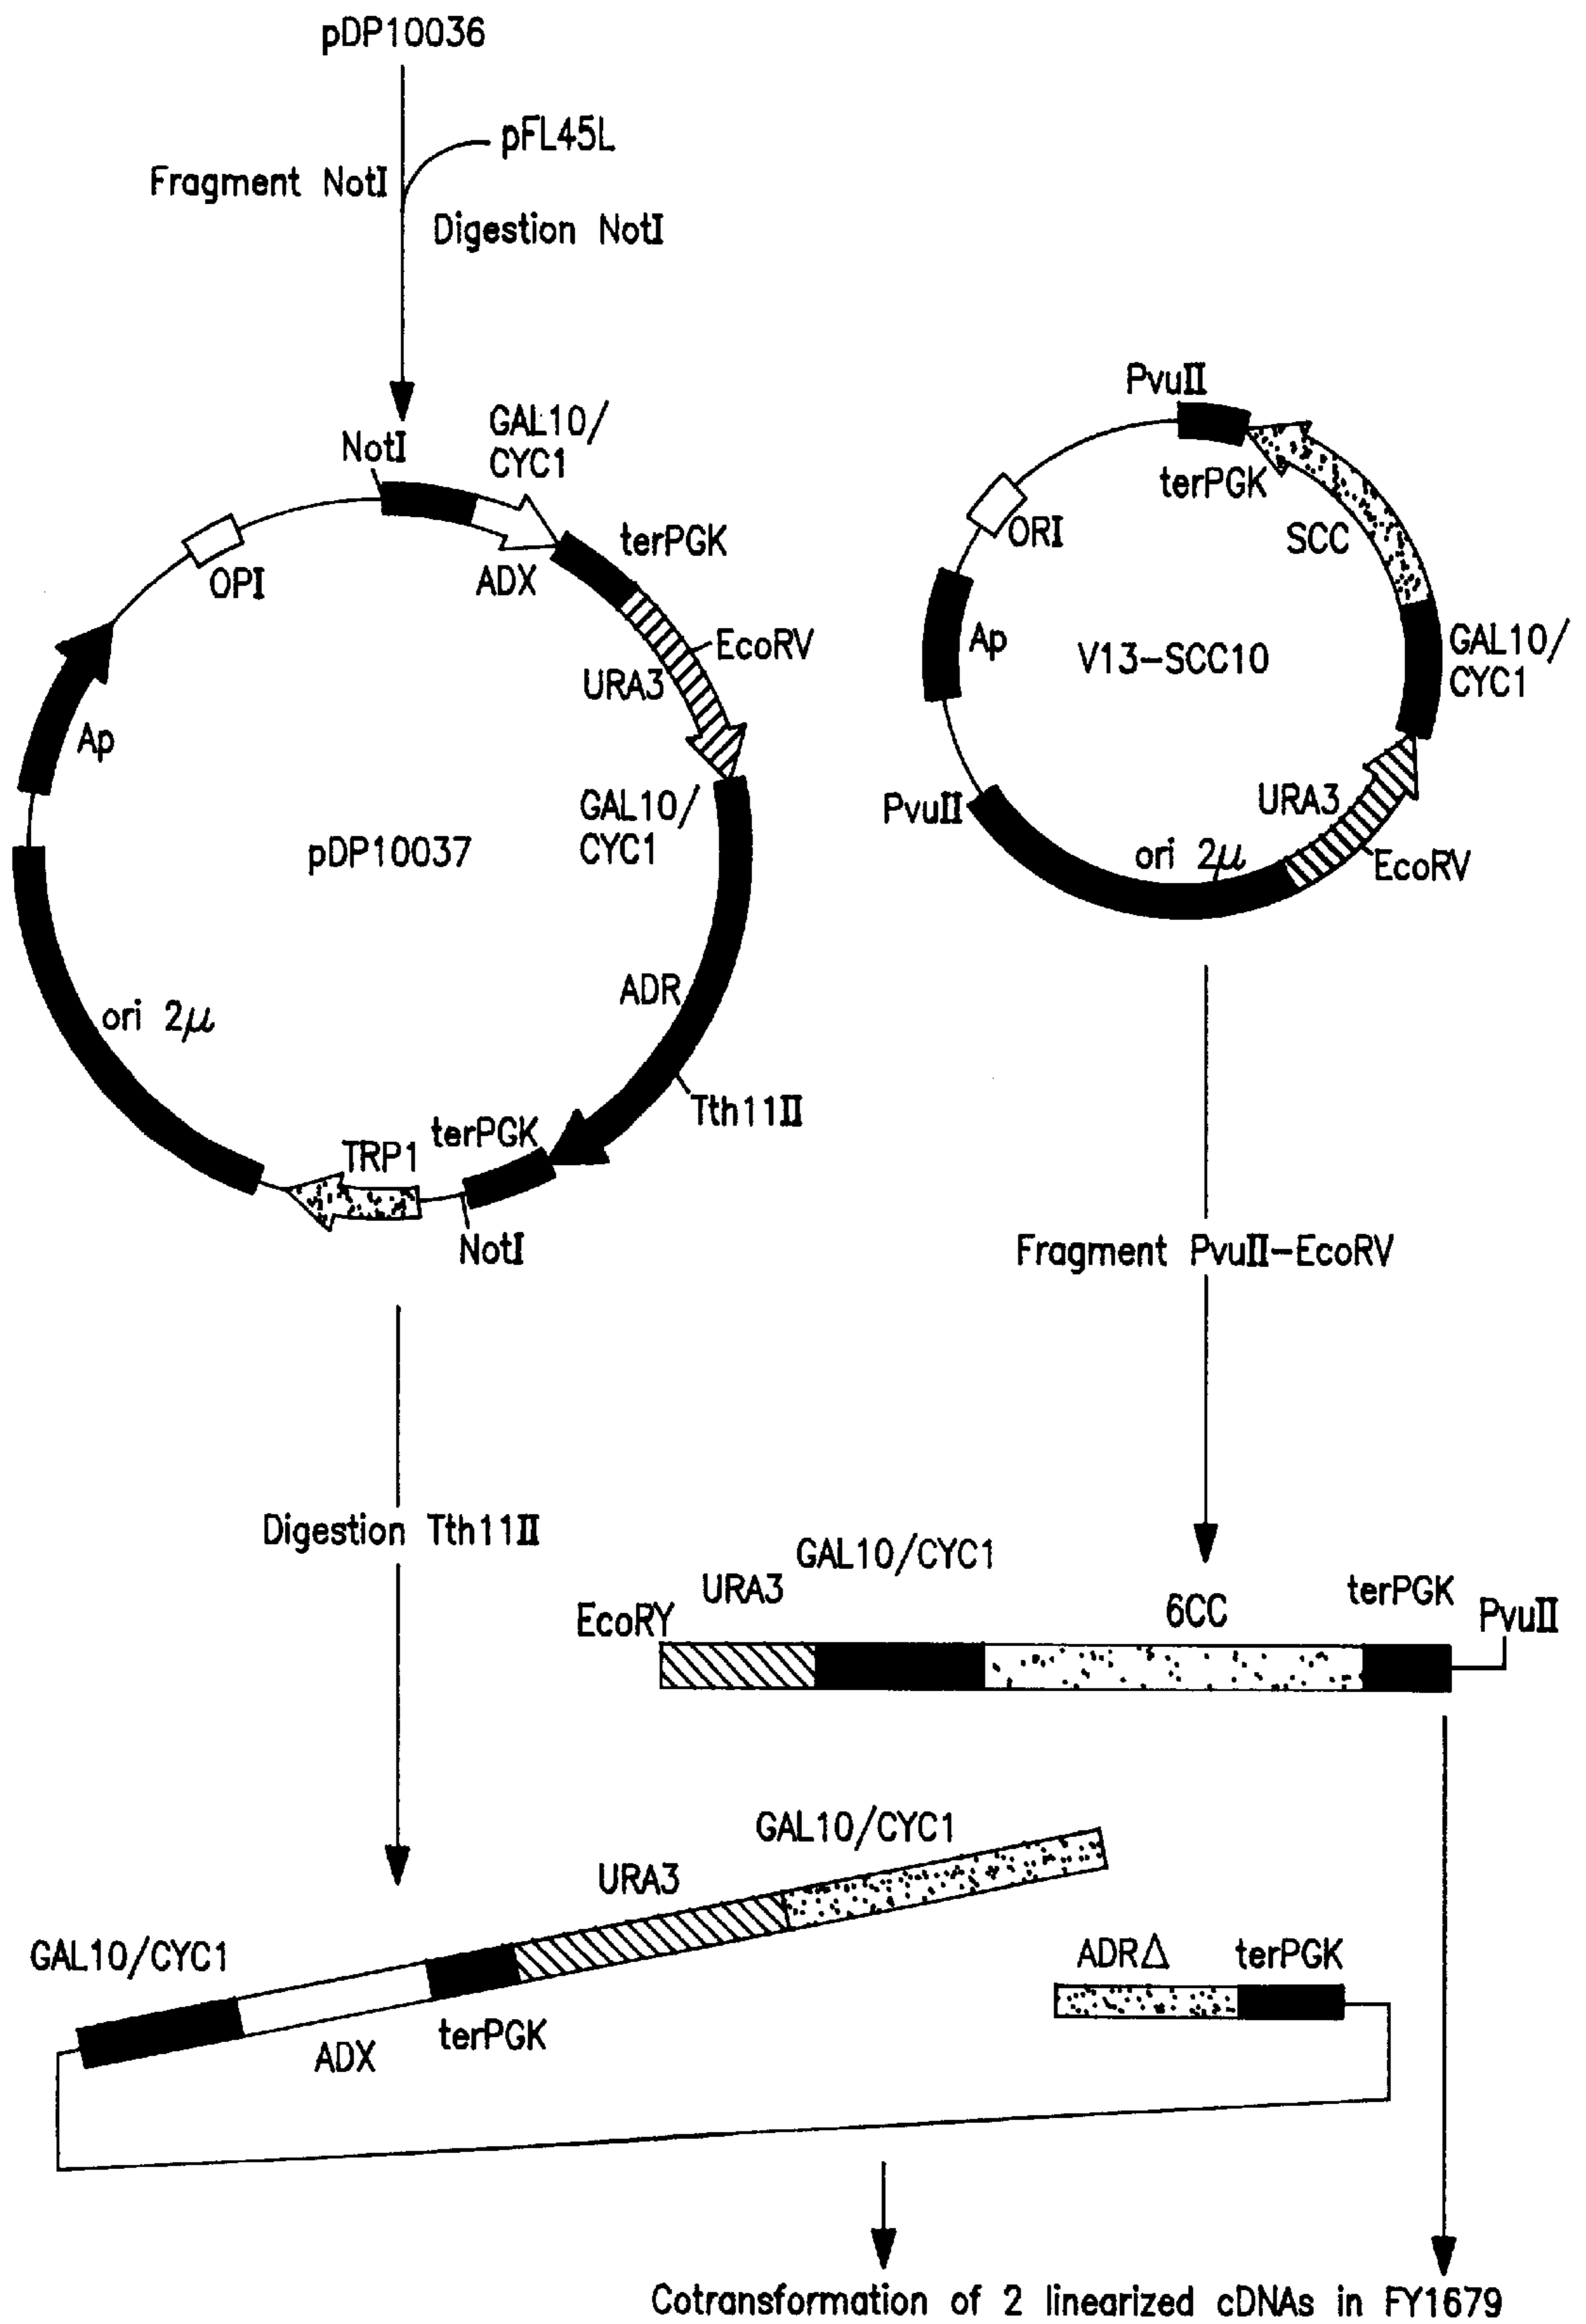 pDP10036
pFL45L
Fragment NotI
Digestion NotI
NotI
GAL10/
CYC1
terPGK
ADX
OPI
EcoRV
URA3
Ap
GAL10/
CYC1
pDP10037
ADR
ori 2μ
Tth11II
terPGK
TRP1
NotI
PvuII
terPGK
ORI
SCC
Ap
V13-SCC10
GAL10/
CYC1
PvuII
URA3
ori 2μ
EcoRV
Fragment PvuII-EcoRV
Digestion Tth11II
GAL10/CYC1
URA3
6CC
terPGK
EcoRY
PvuII
GAL10/CYC1
URA3
GAL10/CYC1
ADX
terPGK
ADRΔ
terPGK
Cotransformation of 2 linearized cDNAs in FY1679